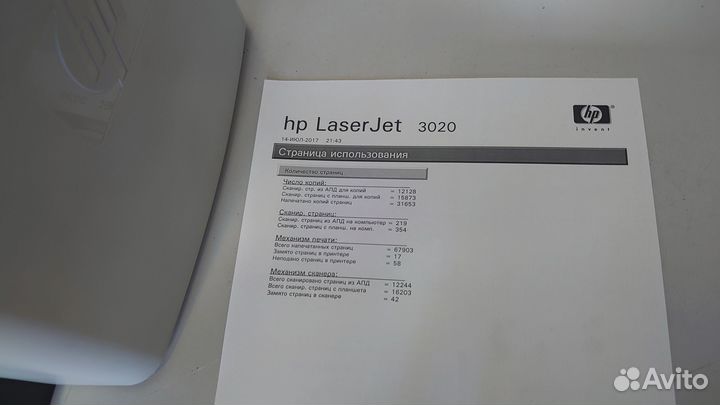 hp LaserJet 3020
hp
invent
14-ИЮЛ-2017 21:43
Страница использования
Количество страниц
Число копий:
Сканир. стр. из АПД для копий = 12128
Сканир. страниц с планш. для копий = 15873
Напечатано копий страниц = 31653
Сканир. страниц:
Сканир. страниц из АПД на компьютер = 219
Сканир. страниц с планш. на комп. = 354
Механизм печати:
Всего напечатанных страниц = 67903
Замято страниц в принтере = 17
Неподано страниц в принтере = 58
Механизм сканера:
Всего сканировано страниц из АПД = 12244
Всего сканир. страниц с планшета = 16203
Замято страниц в сканере = 42
Avito